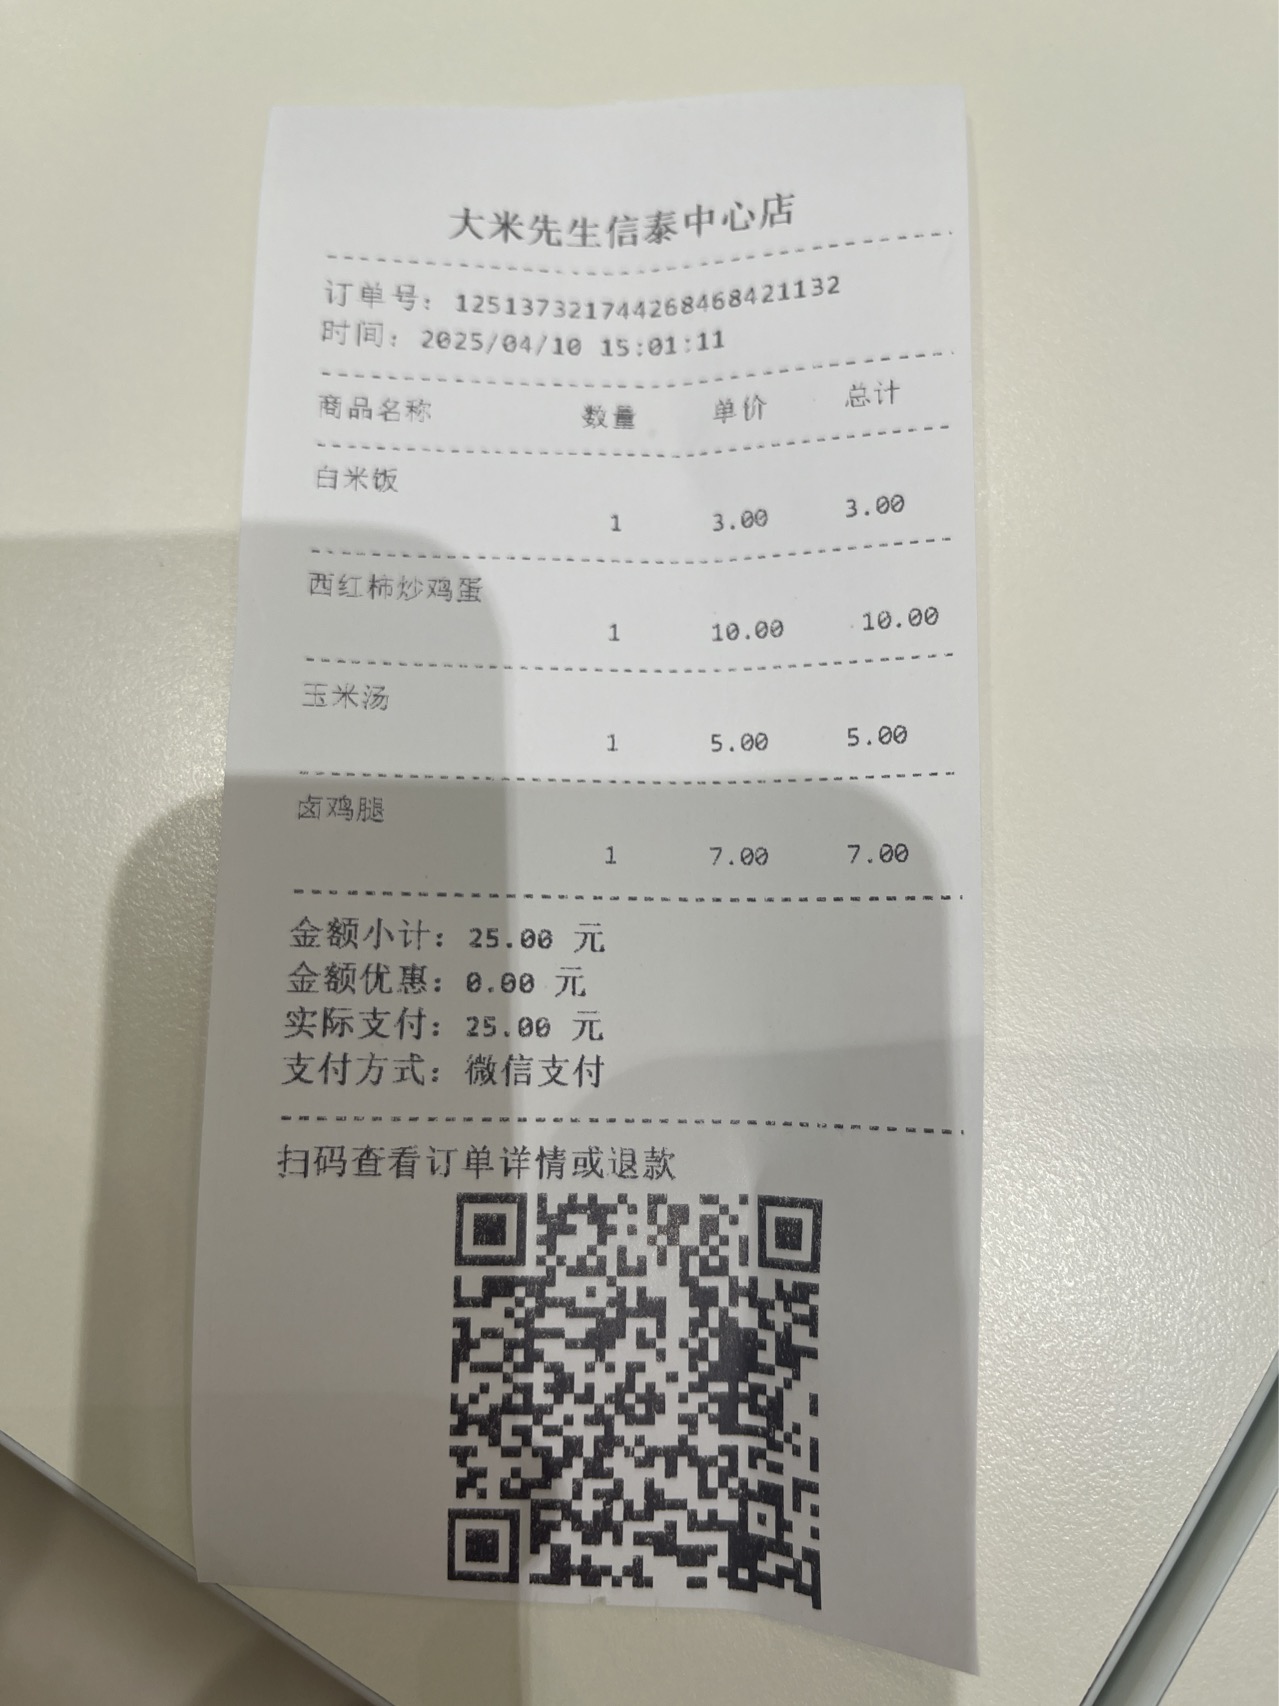 大米先生信泰中心店
订单号：1251373217442684684​21132
时间：2025/04/10 15:01:11
商品名称 数量 单价 总计
白米饭
1 3.00 3.00
西红柿炒鸡蛋
1 10.00 10.00
玉米汤
1 5.00 5.00
卤鸡腿
1 7.00 7.00
金额小计：25.00 元
金额优惠：0.00 元
实际支付：25.00 元
支付方式：微信支付
扫码查看订单详情或退款